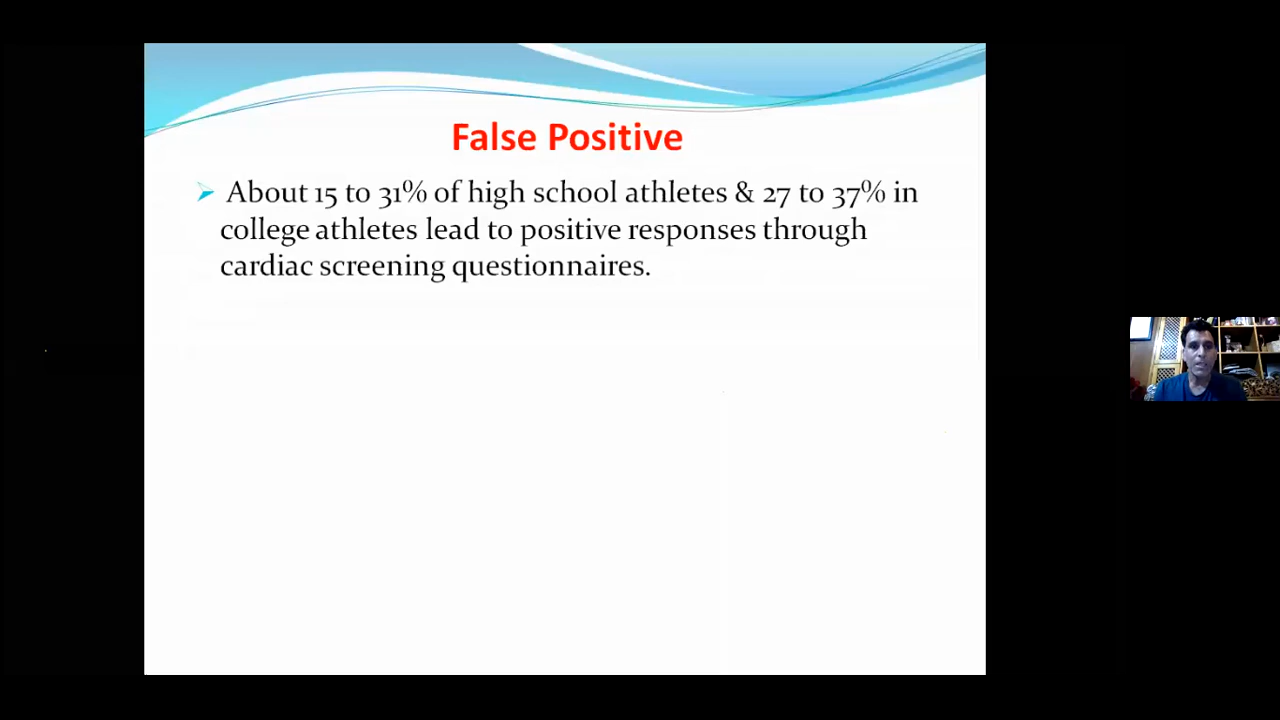 False Positive
About 15 to 31% of high school athletes & 27 to 37% in
college athletes lead to positive responses through
cardiac screening questionnaires.